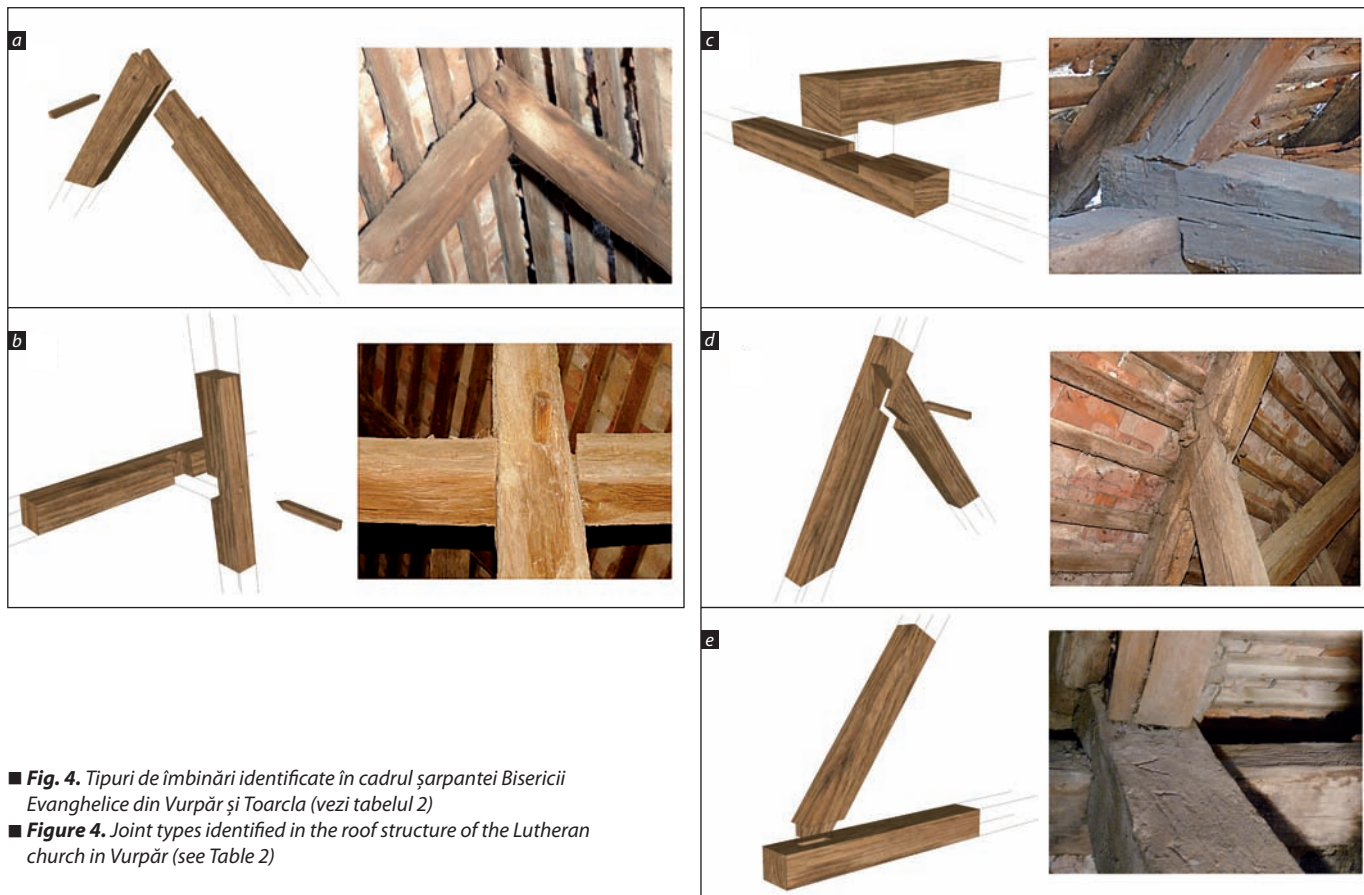 a
b
c
d
e
■ Fig. 4. Tipuri de îmbinări identificate în cadrul șarpantei Bisericii
Evanghelice din Vurpăr și Toarcla (vezi tabelul 2)
■ Figure 4. Joint types identified in the roof structure of the Lutheran
church in Vurpăr (see Table 2)